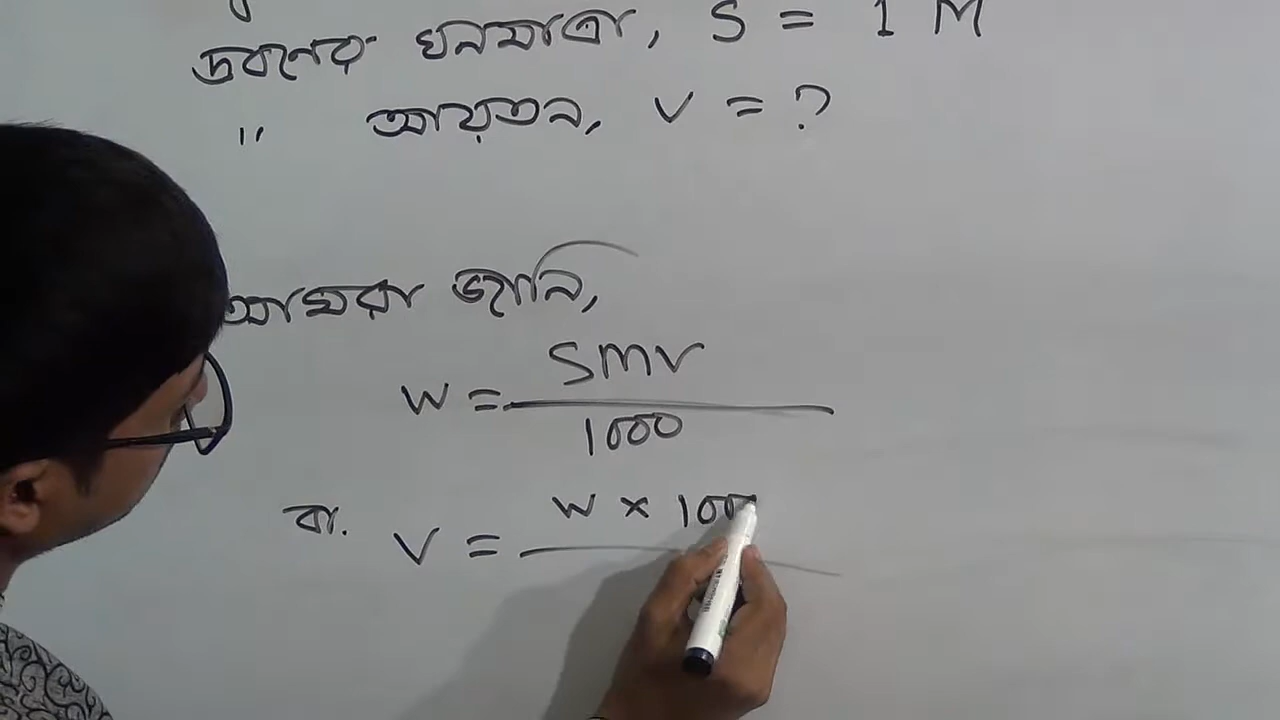 দ্রবণের ঘনমাত্রা, S = 1 M
" আয়তন, V = ?
আমরা জানি,
W = SMV
1000
বা. V = W × 100